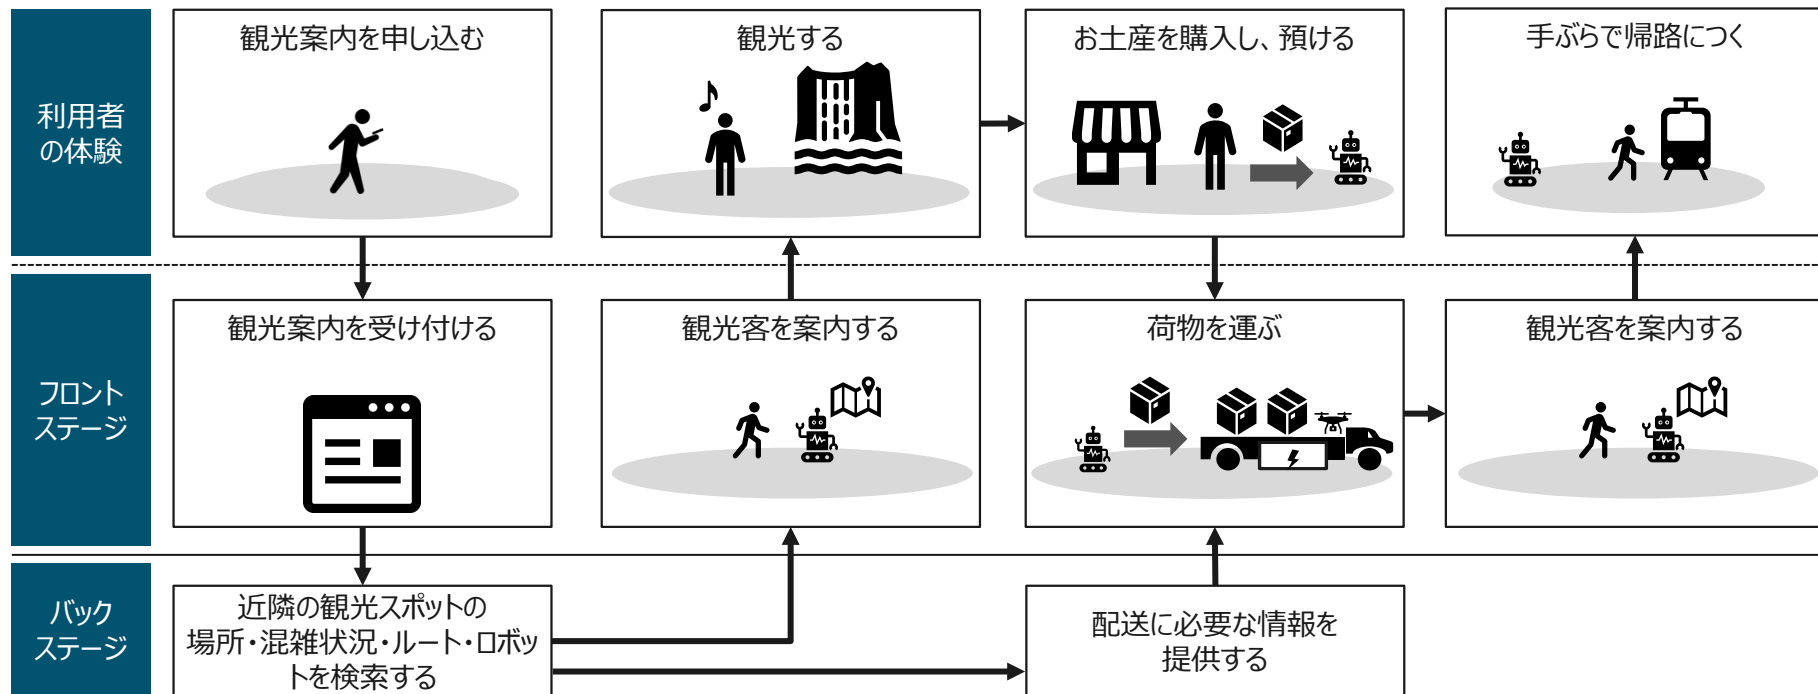 利用者
の体験
観光案内を申し込む
観光する
お土産を購入し、預ける
手ぶらで帰路につく
フロント
ステージ
観光案内を受け付ける
観光客を案内する
荷物を運ぶ
観光客を案内する
バック
ステージ
近隣の観光スポットの
場所・混雑状況・ルート・ロボッ
トを検索する
配送に必要な情報を
提供する